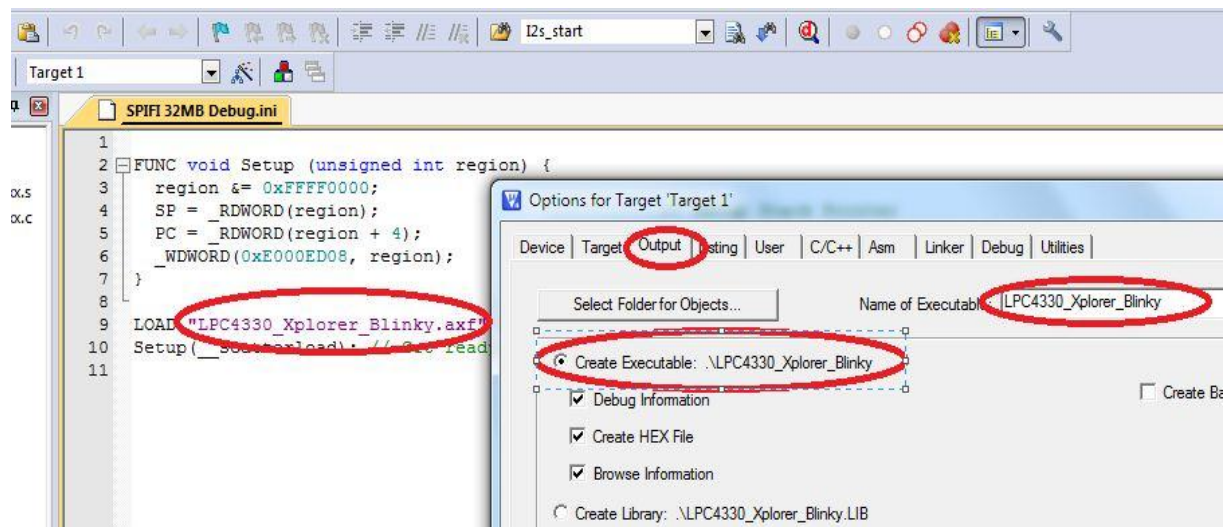 I2s_start
Target 1
SPIFI 32MB Debug.ini
1
2 FUNC void Setup (unsigned int region) {
3 region &= 0xFFFF0000;
4 SP = _RDWORD(region);
5 PC = _RDWORD(region + 4);
6 _WDWORD(0xE000ED08, region);
7 }
8
9 LOAD "LPC4330_Xplorer_Blinky.axf"
10 Setup(
11
xx.s
xx.c
Options for Target 'Target 1'
Device Target Output Listing User C/C++ Asm Linker Debug Utilities
Select Folder for Objects... Name of Executable: LPC4330_Xplorer_Blinky
Create Executable: .\LPC4330_Xplorer_Blinky
Debug Information Create Ba
Create HEX File
Browse Information
Create Library: .\LPC4330_Xplorer_Blinky.LIB